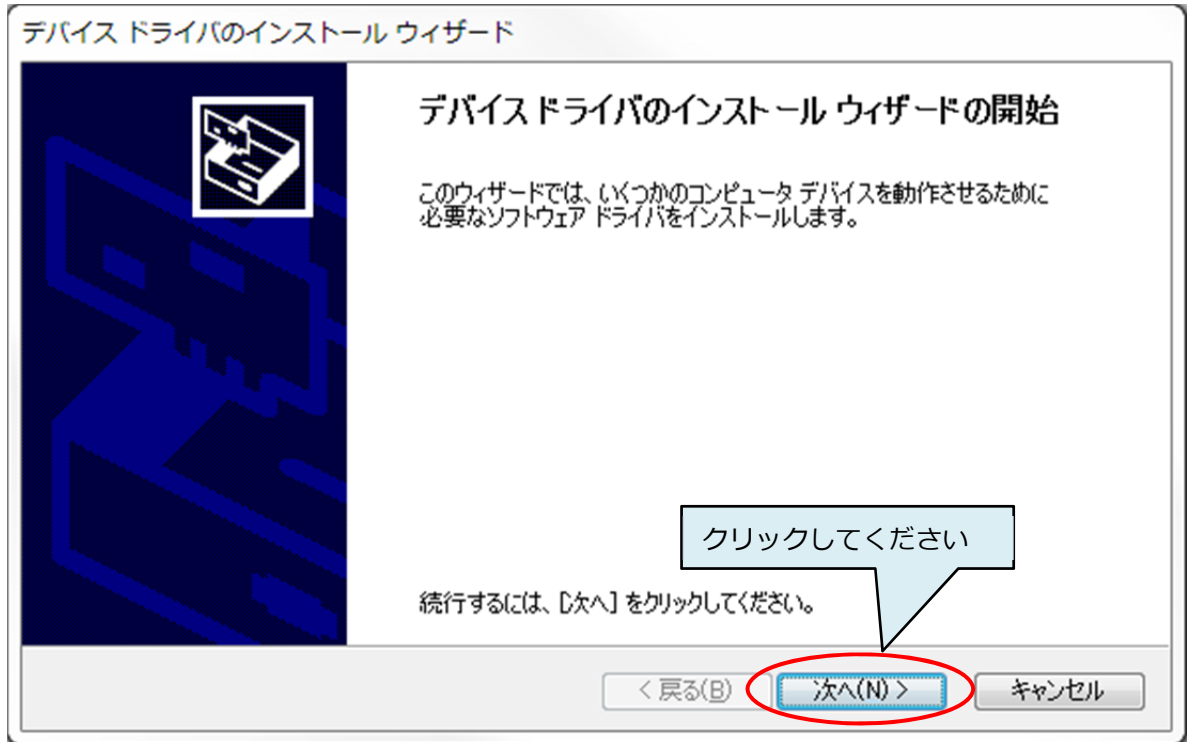 デバイス ドライバのインストール ウィザード
デバイス ドライバのインストール ウィザードの開始
このウィザードでは、いくつかのコンピュータ デバイスを動作させるために
必要なソフトウェア ドライバをインストールします。
クリックしてください
続行するには、[次へ] をクリックしてください。
< 戻る(B)
次へ(N) >
キャンセル